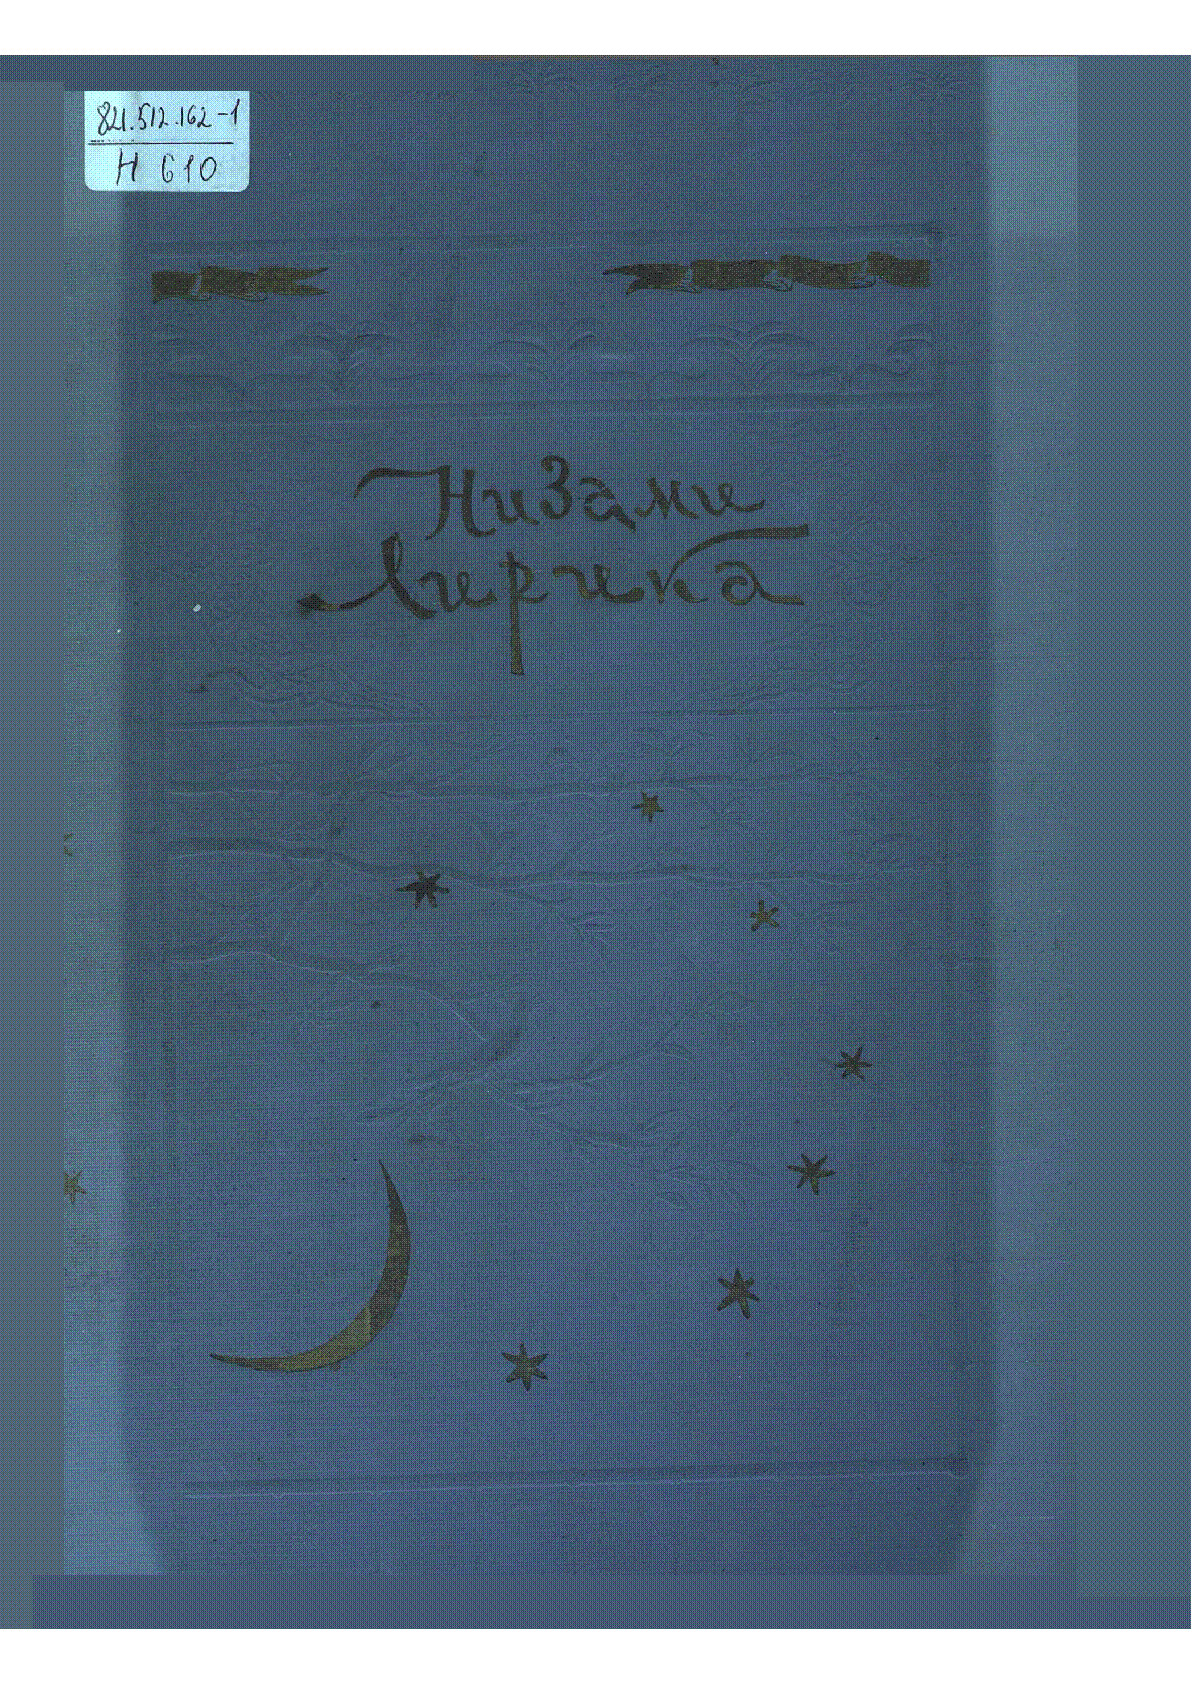 821.512.162-1
Н 610
Низами
лирика